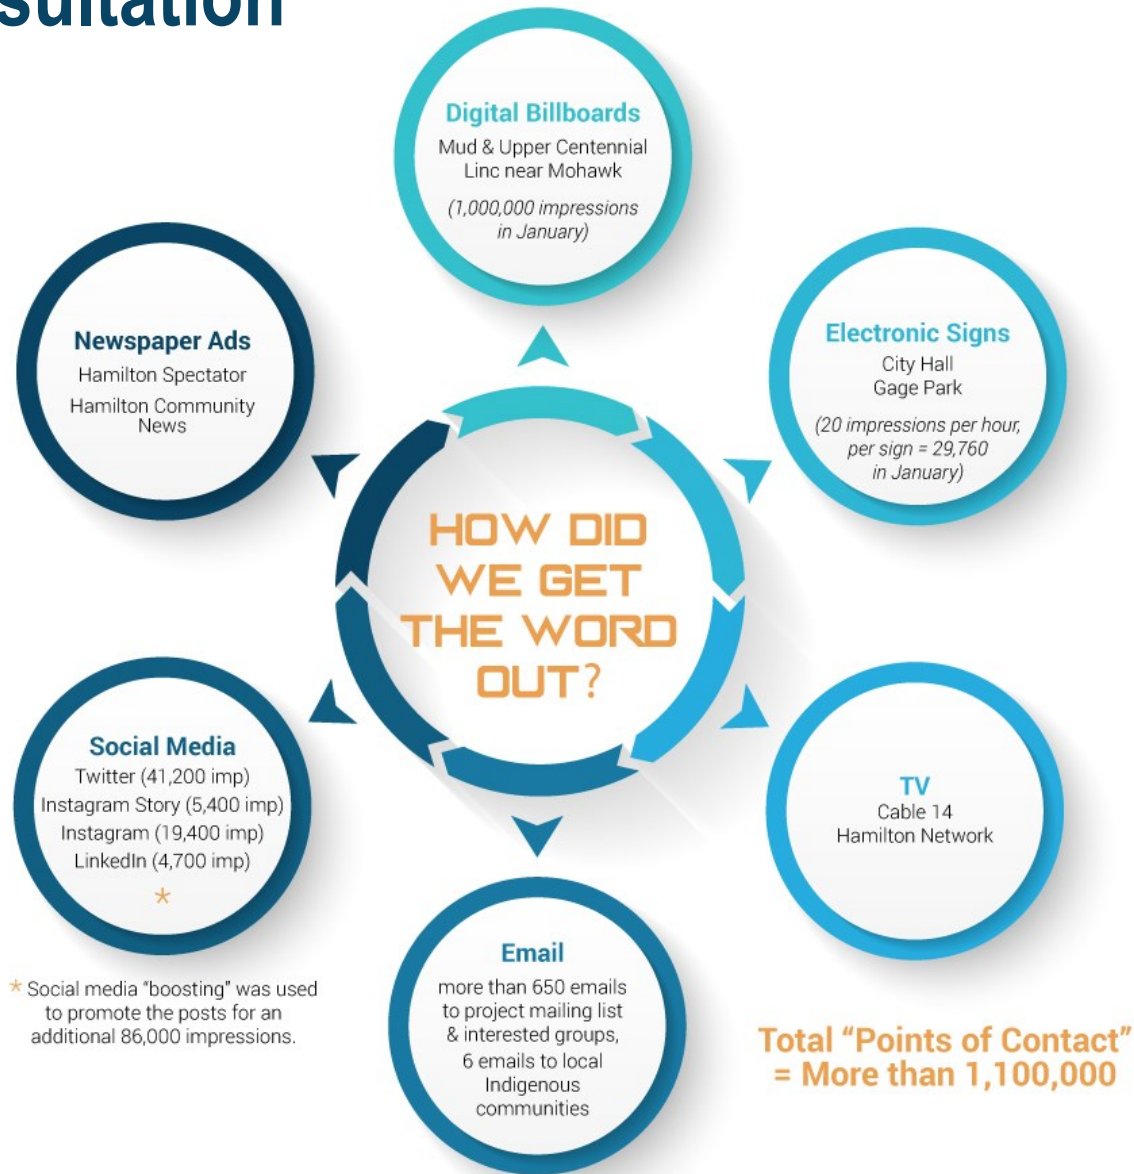 sultation
Digital Billboards
Mud & Upper Centennial
Linc near Mohawk
(1,000,000 impressions
in January)
Newspaper Ads
Hamilton Spectator
Hamilton Community
News
Electronic Signs
City Hall
Gage Park
(20 impressions per hour,
per sign = 29,760
in January)
HOW DID
WE GET
THE WORD
OUT?
Social Media
Twitter (41,200 imp)
Instagram Story (5,400 imp)
Instagram (19,400 imp)
LinkedIn (4,700 imp)
*
* Social media “boosting” was used
to promote the posts for an
additional 86,000 impressions.
TV
Cable 14
Hamilton Network
Email
more than 650 emails
to project mailing list
& interested groups,
6 emails to local
Indigenous
communities
Total “Points of Contact”
= More than 1,100,000